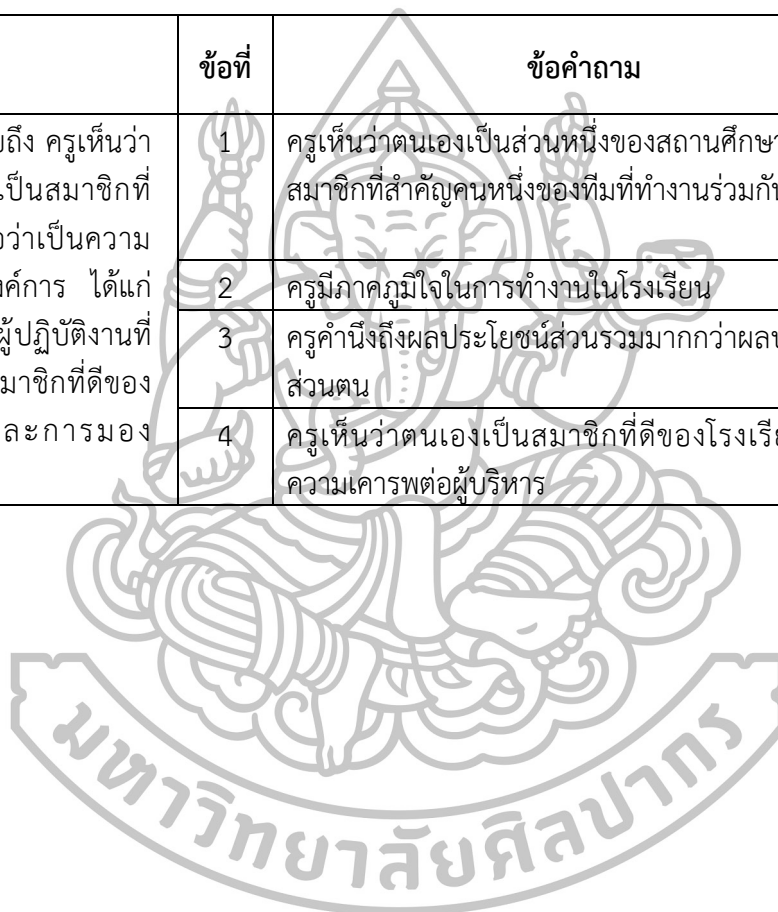 ข้อที่
ข้อคำถาม
ถึง ครูเห็นว่า
เป็นสมาชิกที่
ว่าเป็นความ
งค์การ ได้แก่
ผู้ปฏิบัติงานที่
มาชิกที่ดีของ
ละการมอง
1
ครูเห็นว่าตนเองเป็นส่วนหนึ่งของสถานศึกษา
สมาชิกที่สำคัญคนหนึ่งของทีมที่ทำงานร่วมกัน
2
ครูมีภาคภูมิใจในการทำงานในโรงเรียน
3
ครูคำนึงถึงผลประโยชน์ส่วนรวมมากกว่า
ส่วนตน
4
ครูเห็นว่าตนเองเป็นสมาชิกที่ดีของ
ความเคารพต่อผู้บริหาร
มหาวิทยาลัยศิลปากร